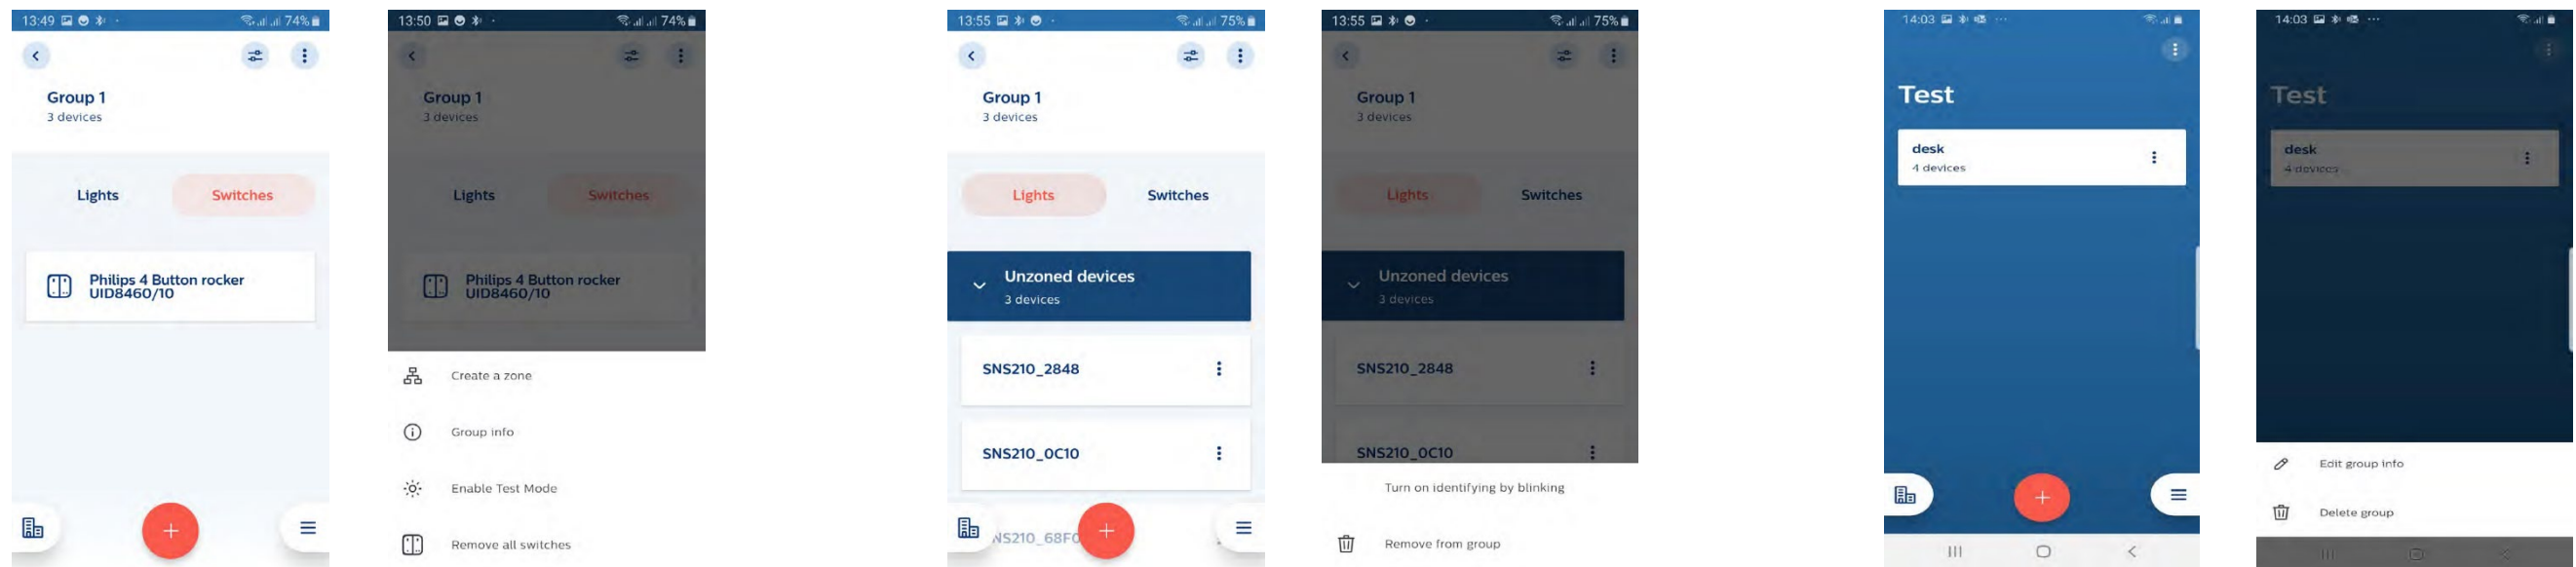 13:49
74%
Group 1
3 devices
Lights
Switches
Philips 4 Button rocker
UID8460/10
13:50
74%
Group 1
3 devices
Lights
Switches
Philips 4 Button rocker
UID8460/10
Create a zone
Group info
Enable Test Mode
Remove all switches
13:55
75%
Group 1
3 devices
Lights
Switches
Unzoned devices
3 devices
SNS210_2848
SNS210_0C10
NS210_68F0
13:55
75%
Group 1
3 devices
Lights
Switches
Unzoned devices
3 devices
SNS210_2848
SNS210_0C10
Turn on identifying by blinking
Remove from group
14:03
Test
desk
4 devices
14:03
Test
desk
4 devices
Edit group info
Delete group